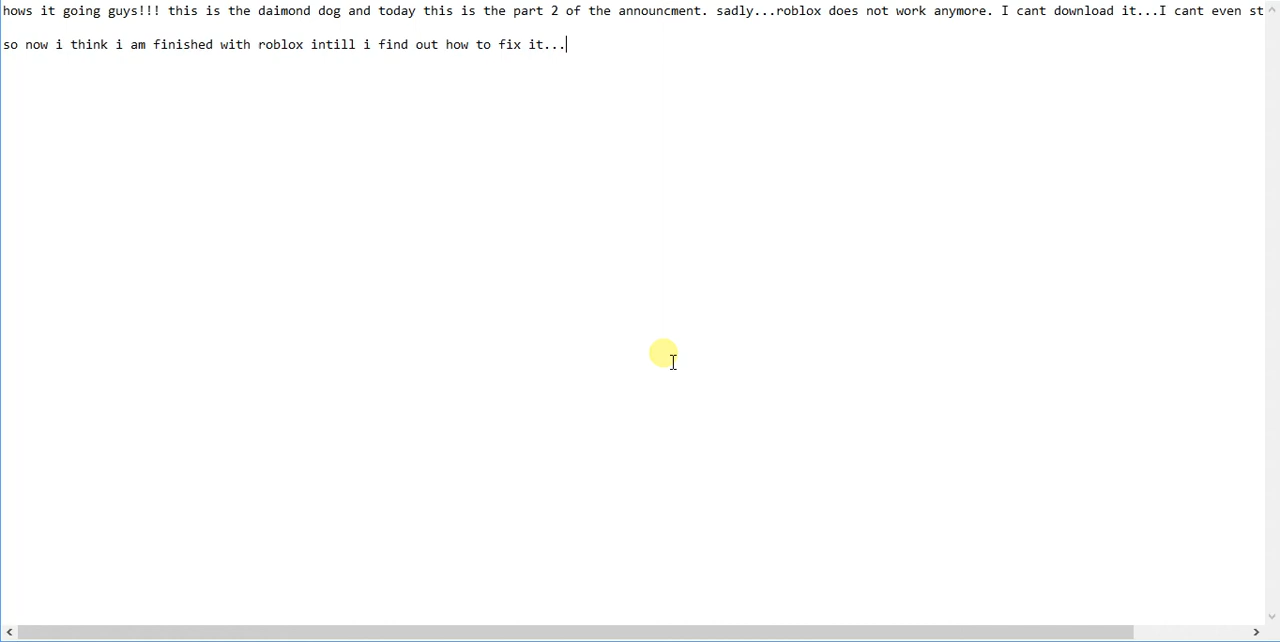 hows it going guys!!! this is the daimond dog and today this is the part 2 of the announcment. sadly...roblox does not work anymore. I cant download it...I cant even st
so now i think i am finished with roblox intill i find out how to fix it...